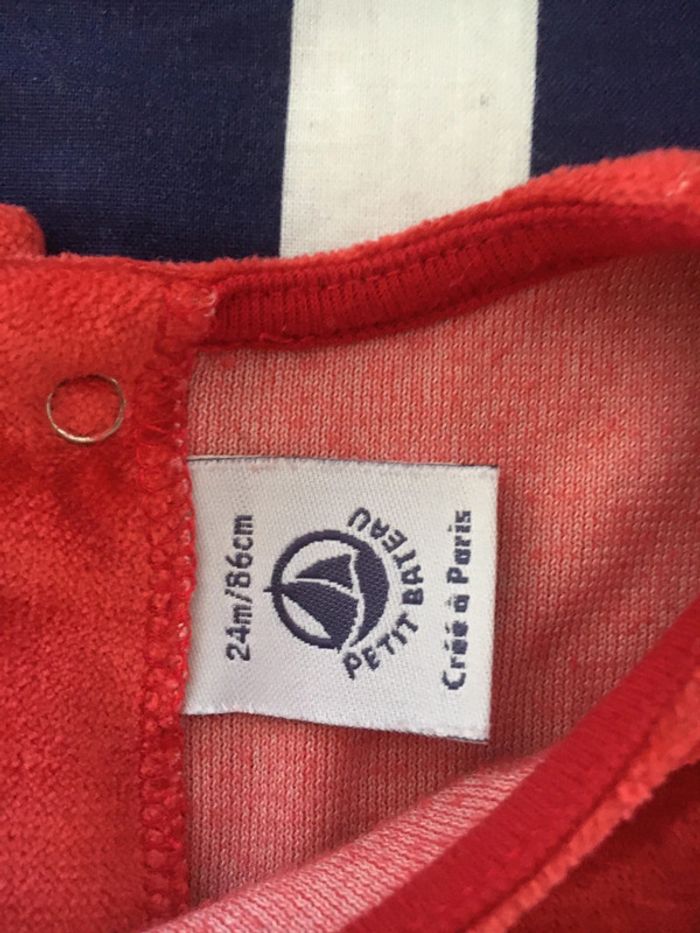 24m/86cm
PETIT BATEAU
Créé à Paris